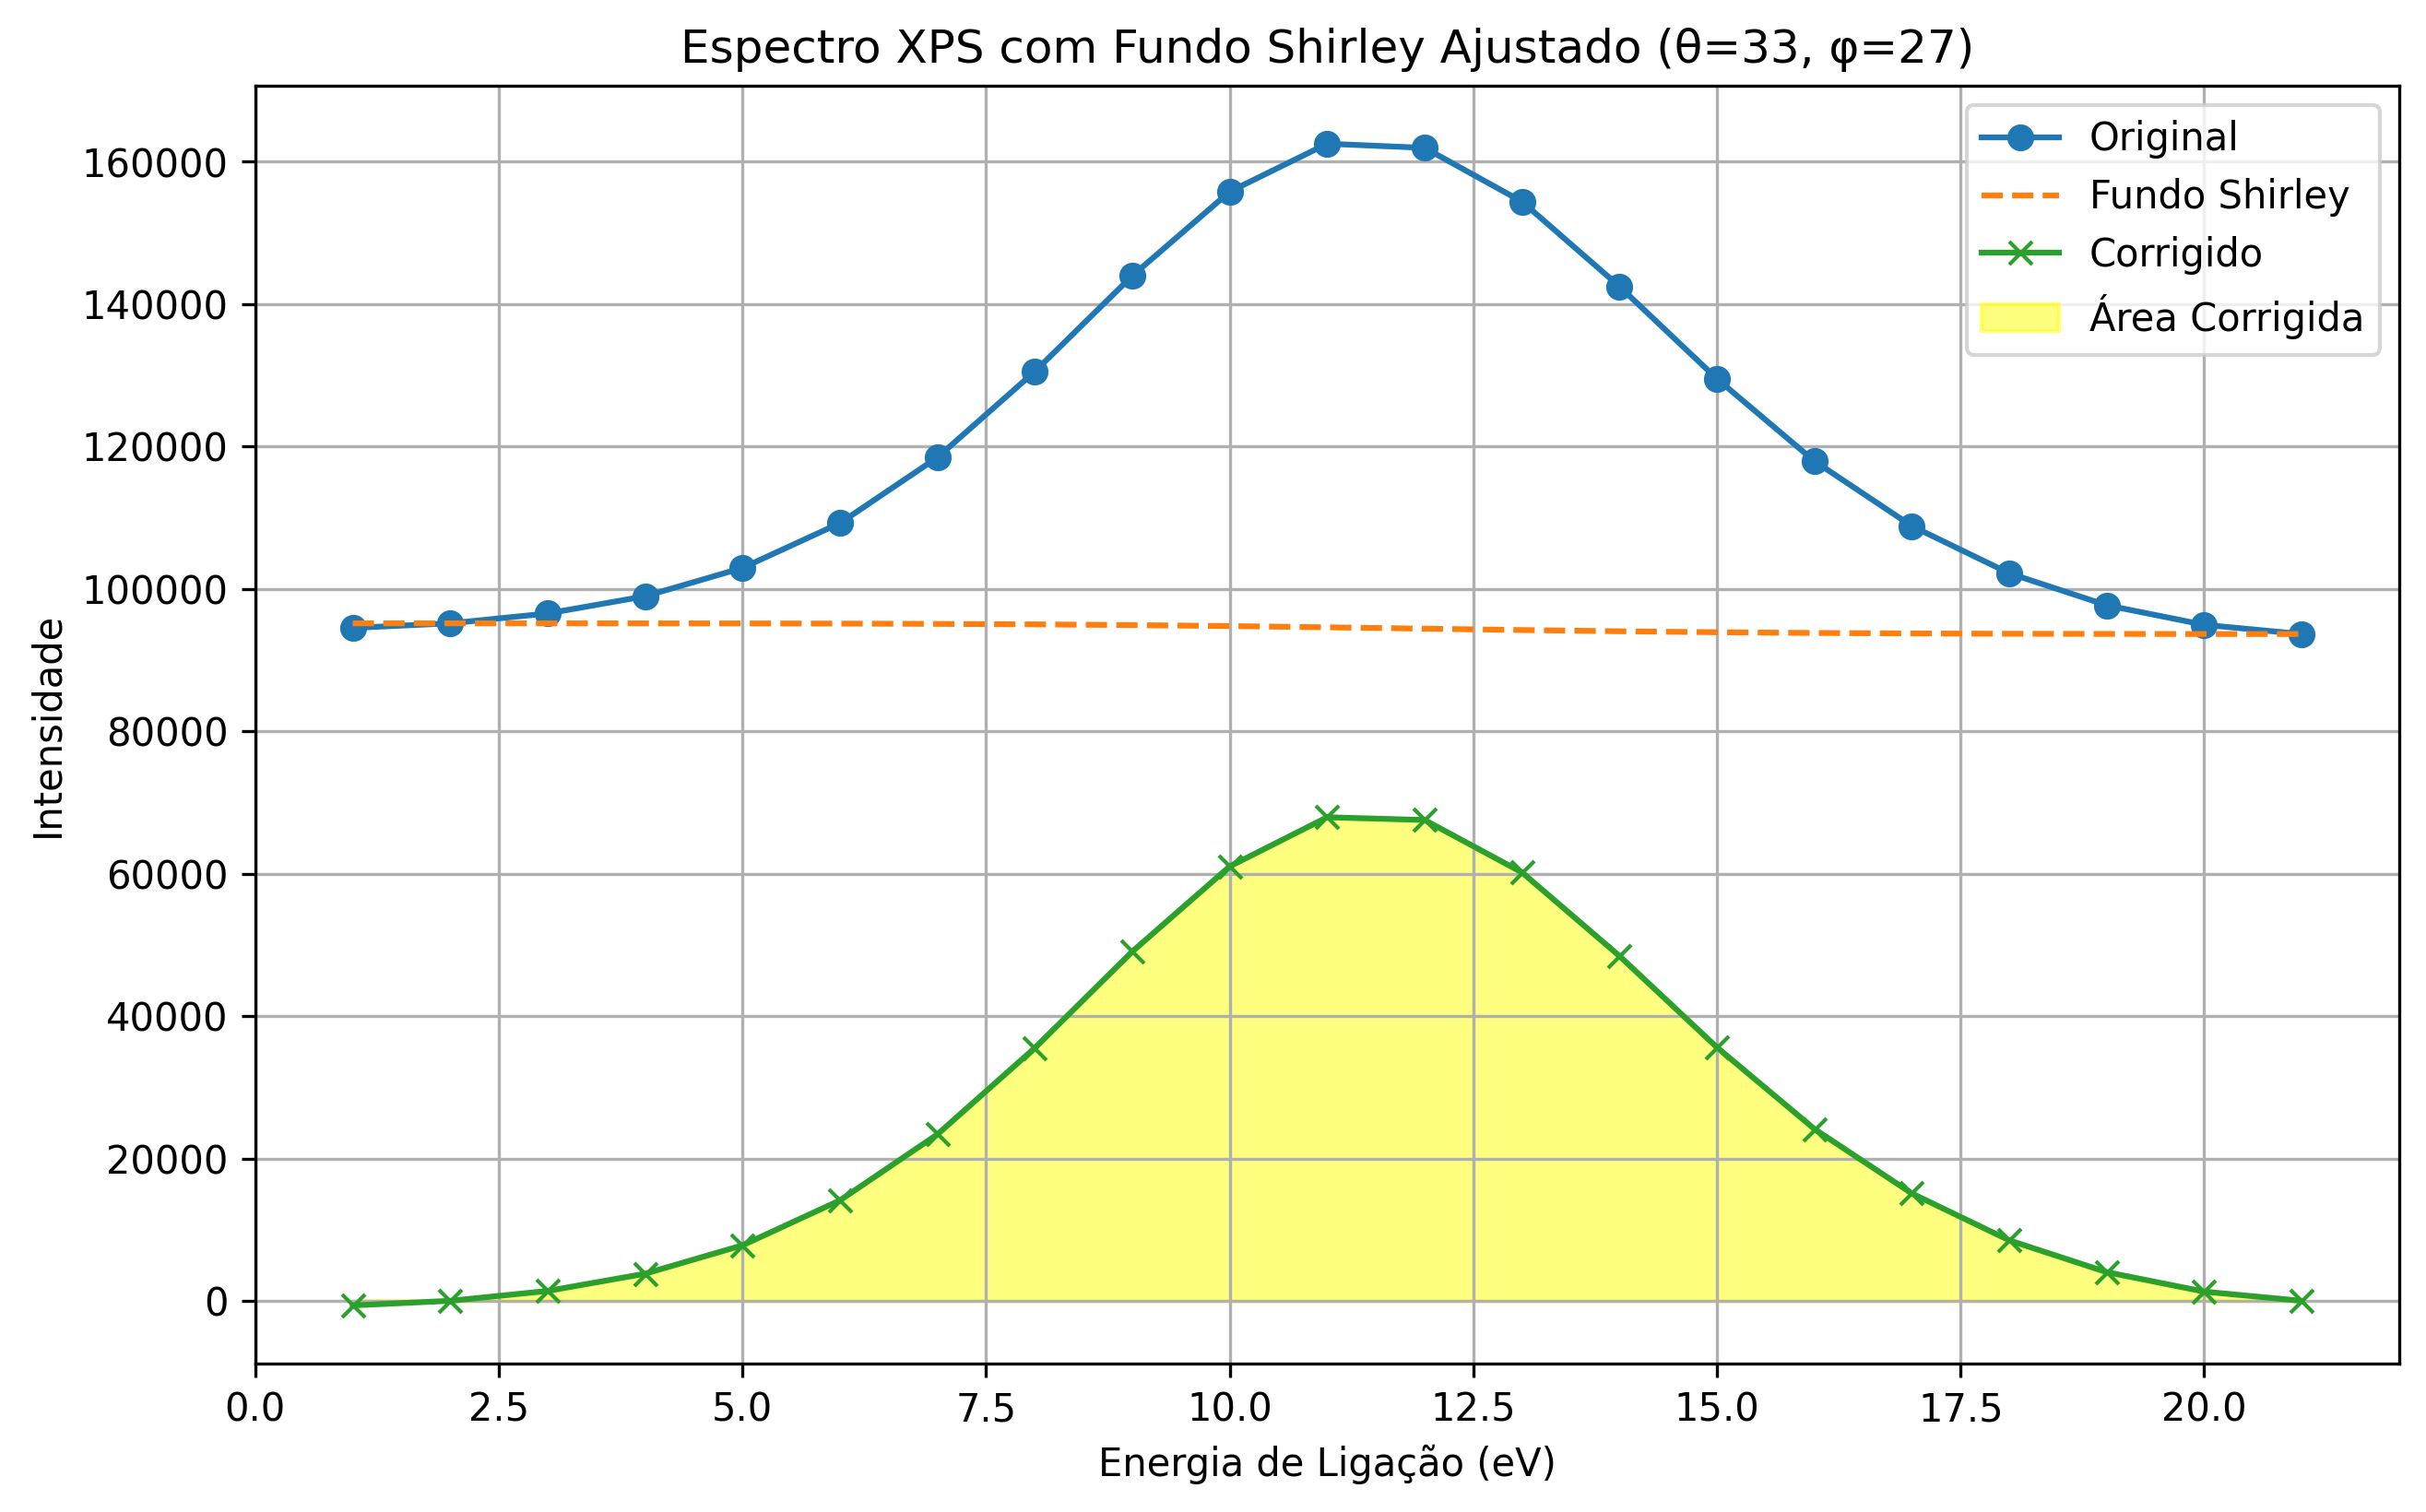 Espectro XPS com Fundo Shirley Ajustado (θ=33, φ=27)
Original
Fundo Shirley
Corrigido
Área Corrigida
Intensidade
160000
140000
120000
100000
80000
60000
40000
20000
0
0.0 2.5 5.0 7.5 10.0 12.5 15.0 17.5 20.0
Energia de Ligação (eV)